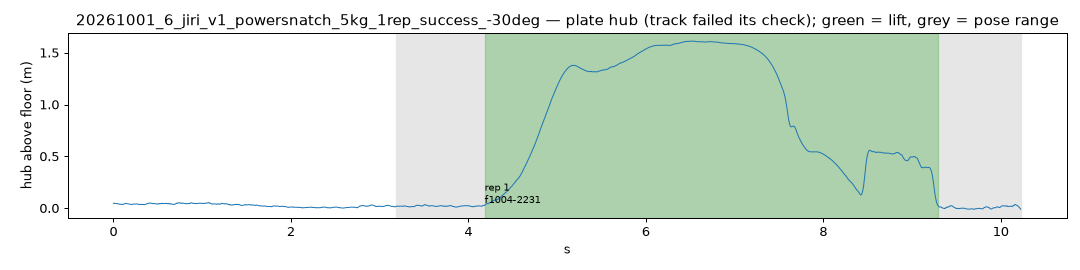 20261001_6_jiri_v1_powersnatch_5kg_1rep_success_-30deg — plate hub (track failed its check); green = lift, grey = pose range
hub above floor (m)
1.5
1.0
0.5
0.0
rep 1
f1004-2231
0 2 4 6 8 10
s